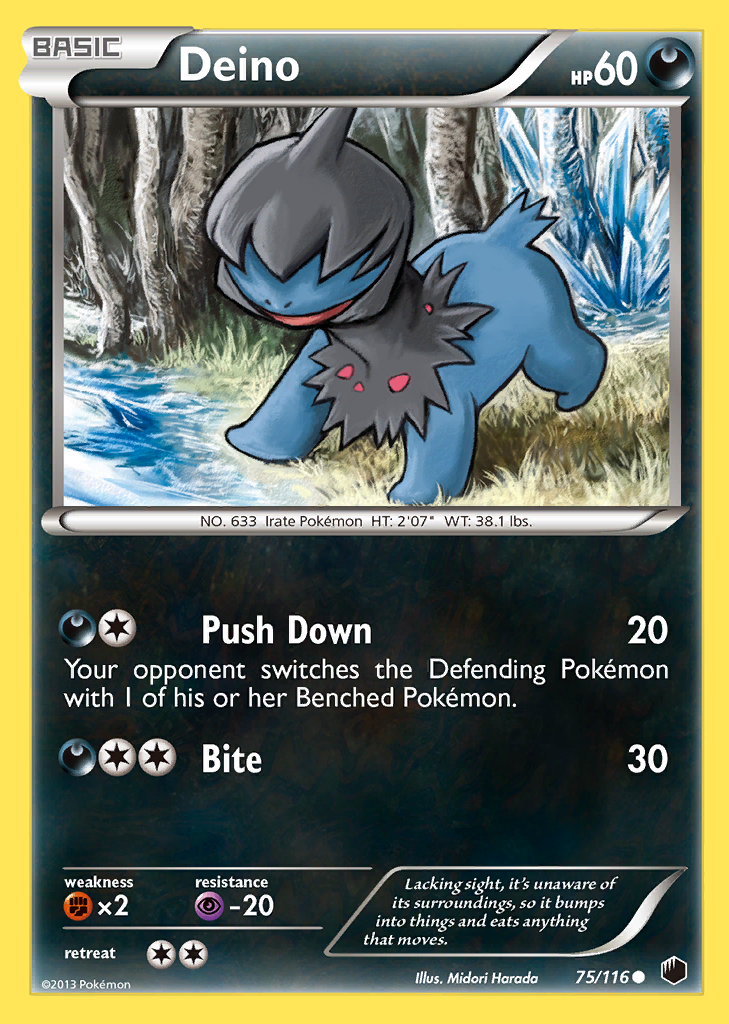 BASIC
Deino
HP60
NO. 633 Irate Pokémon HT: 2'07" WT: 38.1 lbs.
Push Down 20
Your opponent switches the Defending Pokémon
with 1 of his or her Benched Pokémon.
Bite 30
weakness
×2
resistance
-20
retreat
Lacking sight, it's unaware of
its surroundings, so it bumps
into things and eats anything
that moves.
©2013 Pokémon
Illus. Midori Harada
75/116